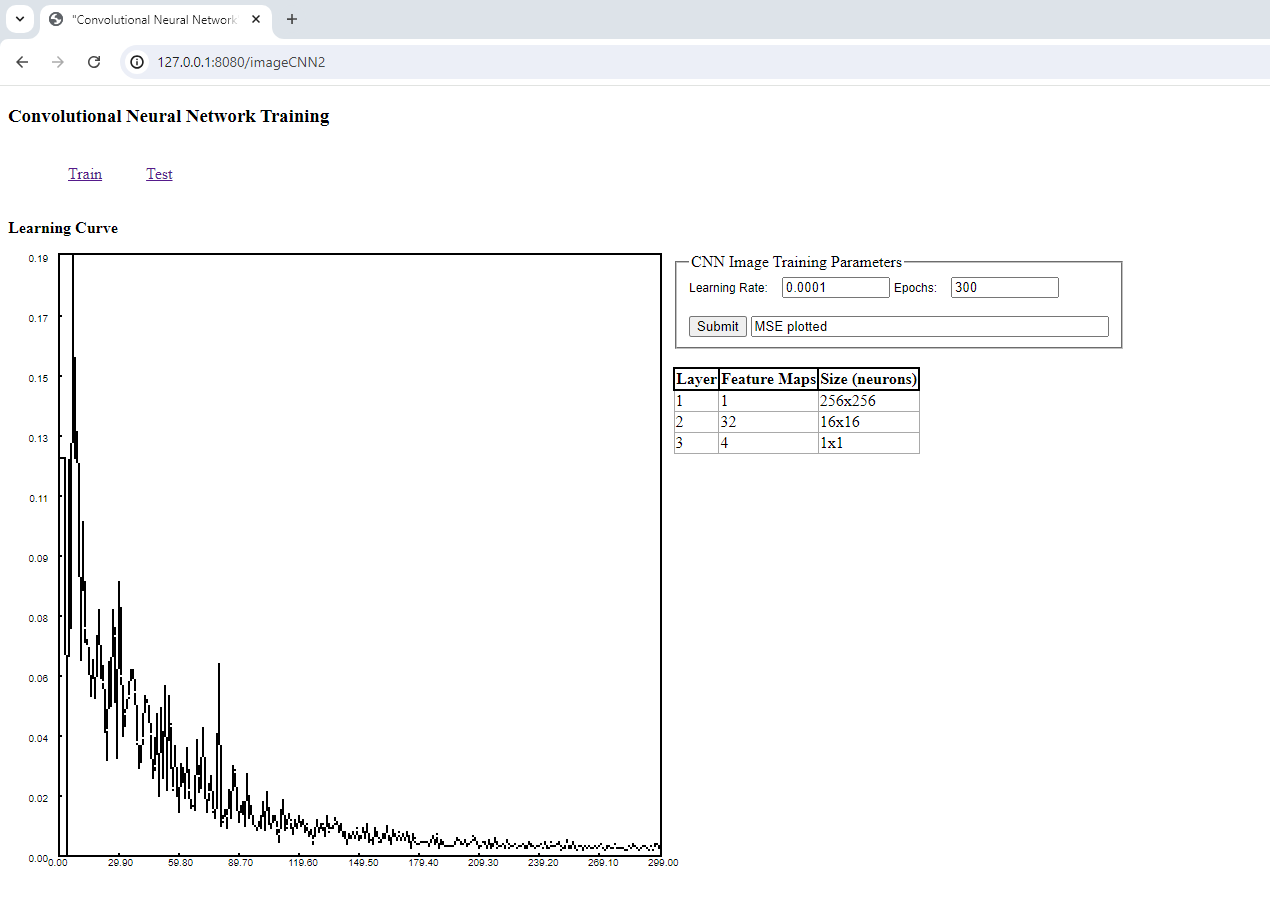 "Convolutional Neural Network
127.0.0.1:8080/imageCNN2
Convolutional Neural Network Training
Train Test
Learning Curve
CNN Image Training Parameters
Learning Rate: 0.0001 Epochs: 300
Submit MSE plotted
Layer Feature Maps Size (neurons)
1 1 256x256
2 32 16x16
3 4 1x1
0.19
0.17
0.15
0.13
0.11
0.09
0.08
0.06
0.04
0.02
0.00
0.00 29.90 59.80 89.70 119.60 149.50 179.40 209.30 239.20 269.10 299.00